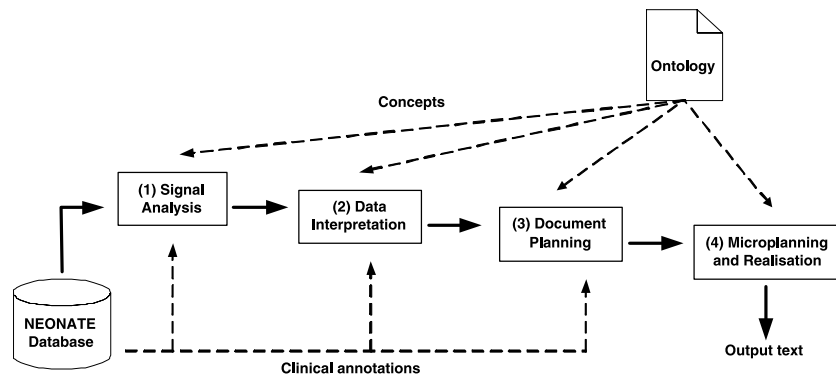 Ontology
Concepts
(1) Signal
Analysis
(2) Data
Interpretation
(3) Document
Planning
(4) Microplanning
and Realisation
NEONATE
Database
Clinical annotations
Output text